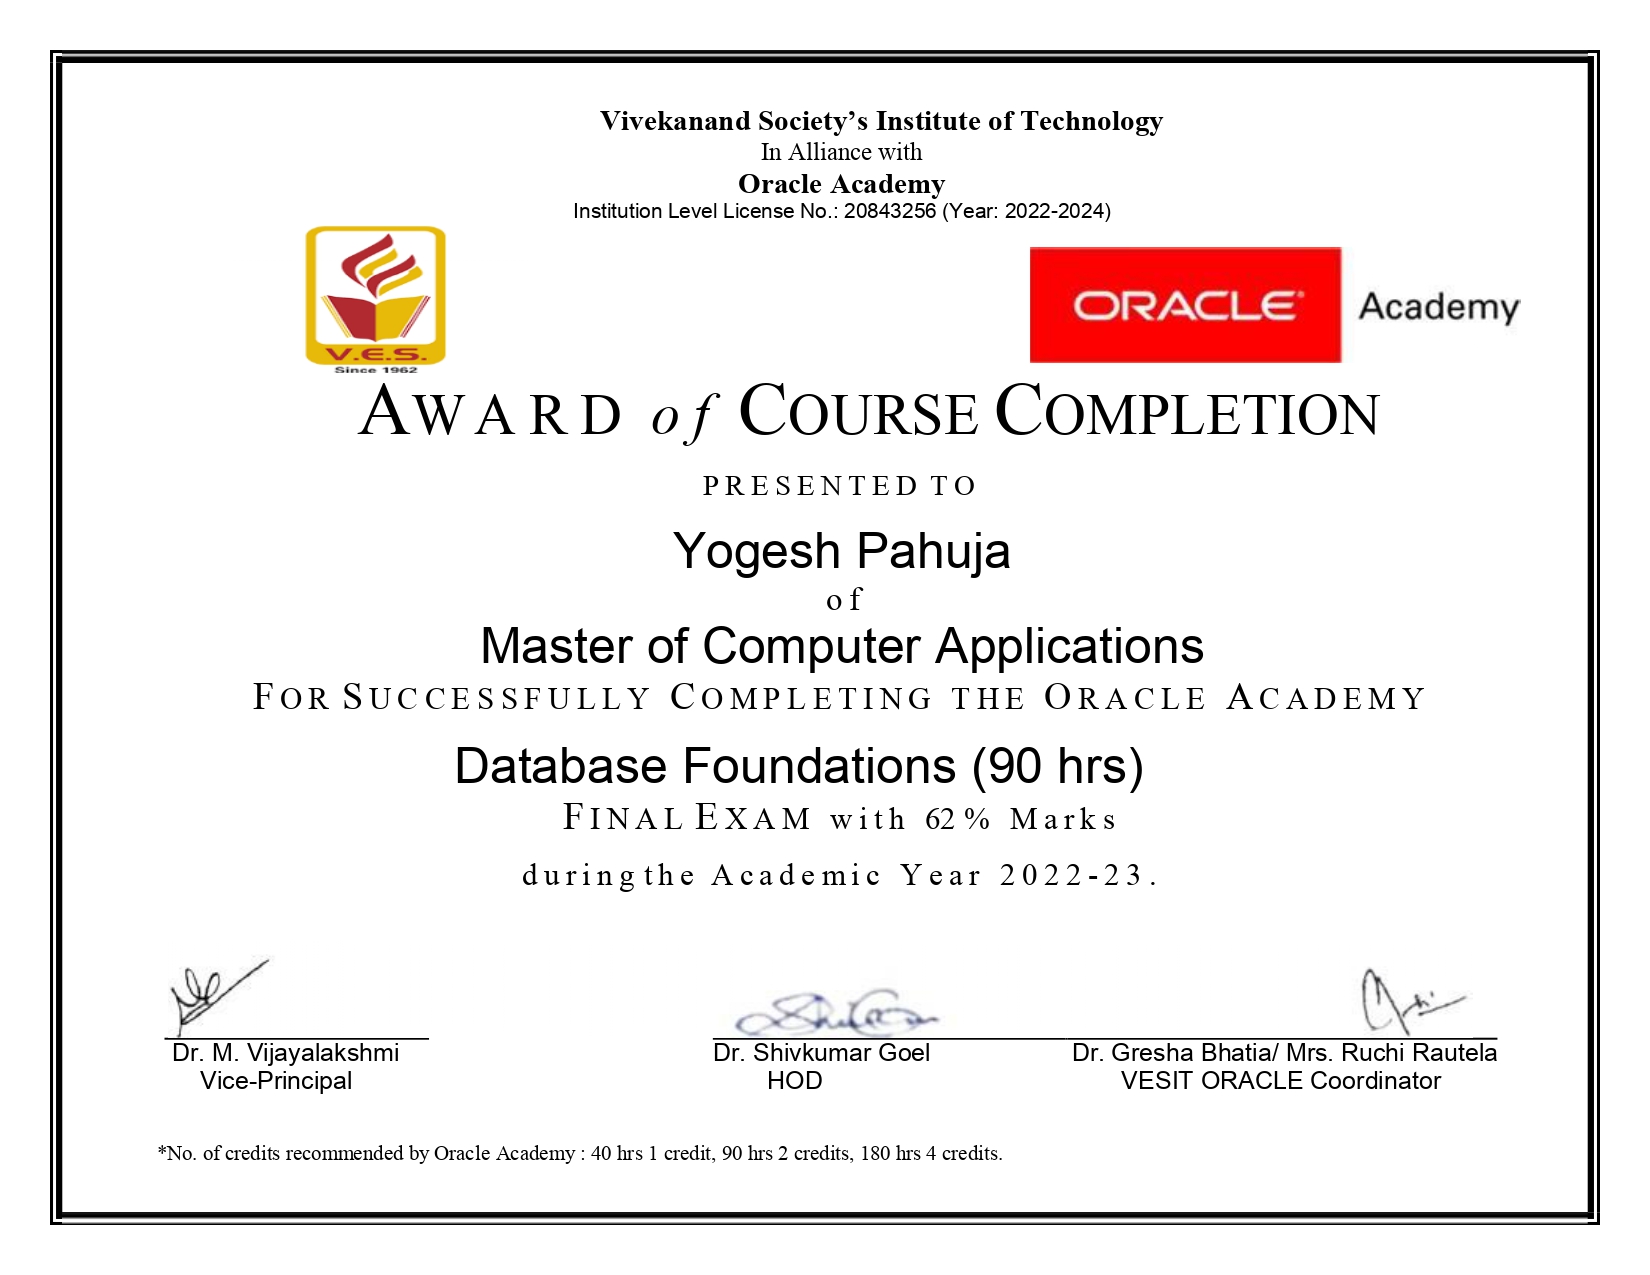 Vivekanand Society’s Institute of Technology
In Alliance with
Oracle Academy
Institution Level License No.: 20843256 (Year: 2022-2024)
V.E.S.
Since 1962
ORACLE® Academy
AWARD of COURSE COMPLETION
PRESENTED TO
Yogesh Pahuja
of
Master of Computer Applications
FOR SUCCESSFULLY COMPLETING THE ORACLE ACADEMY
Database Foundations (90 hrs)
FINAL EXAM with 62% Marks
during the Academic Year 2022-23.
Dr. M. Vijayalakshmi
Vice-Principal
Dr. Shivkumar Goel
HOD
Dr. Gresha Bhatia/ Mrs. Ruchi Rautela
VESIT ORACLE Coordinator
*No. of credits recommended by Oracle Academy : 40 hrs 1 credit, 90 hrs 2 credits, 180 hrs 4 credits.